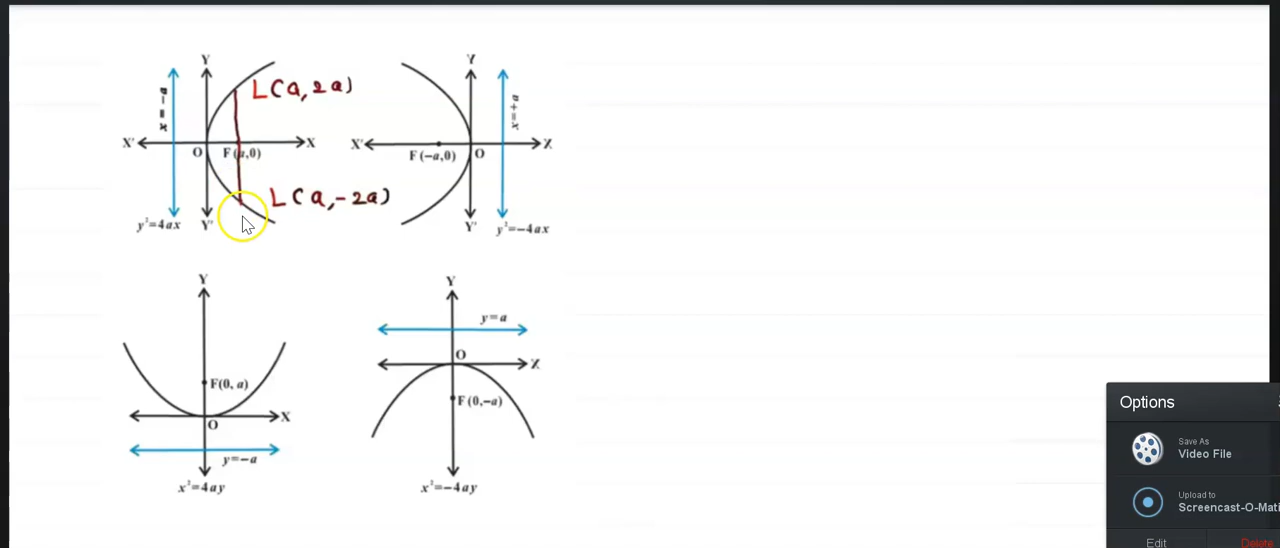 Y
L(a, 2a)
x = -a
X'
X
O
F(a,0)
L(a, -2a)
y²=4ax
Y'
Y
x=+a
X'
X
F(-a,0)
O
Y'
y²=-4ax
Y
F(0, a)
X
O
y=-a
x²=4ay
Y
y=a
O
X
F(0,-a)
x²=-4ay
Options
Save As
Video File
Upload to
Screencast-O-Mati
Edit
Delete